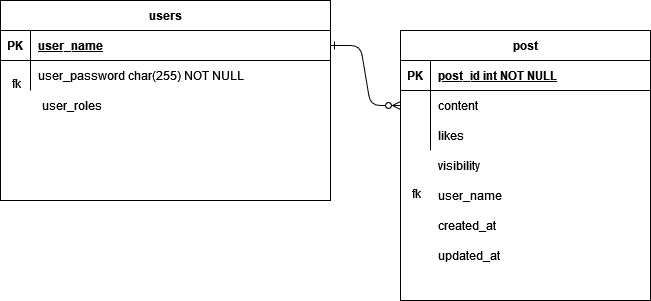 users
PK user_name
fk user_password char(255) NOT NULL
user_roles
post
PK post_id int NOT NULL
content
likes
visibility
fk user_name
created_at
updated_at